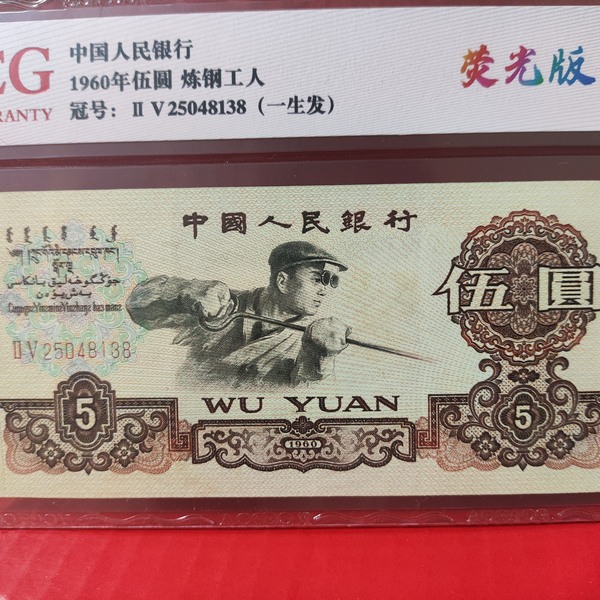 EG
RANTY
中国人民银行
1960年伍圆 炼钢工人
冠号：ⅡV25048138（一生发）
荧光版
中國人民銀行
伍圓
ⅡV25048138
5
WU YUAN
1960
5